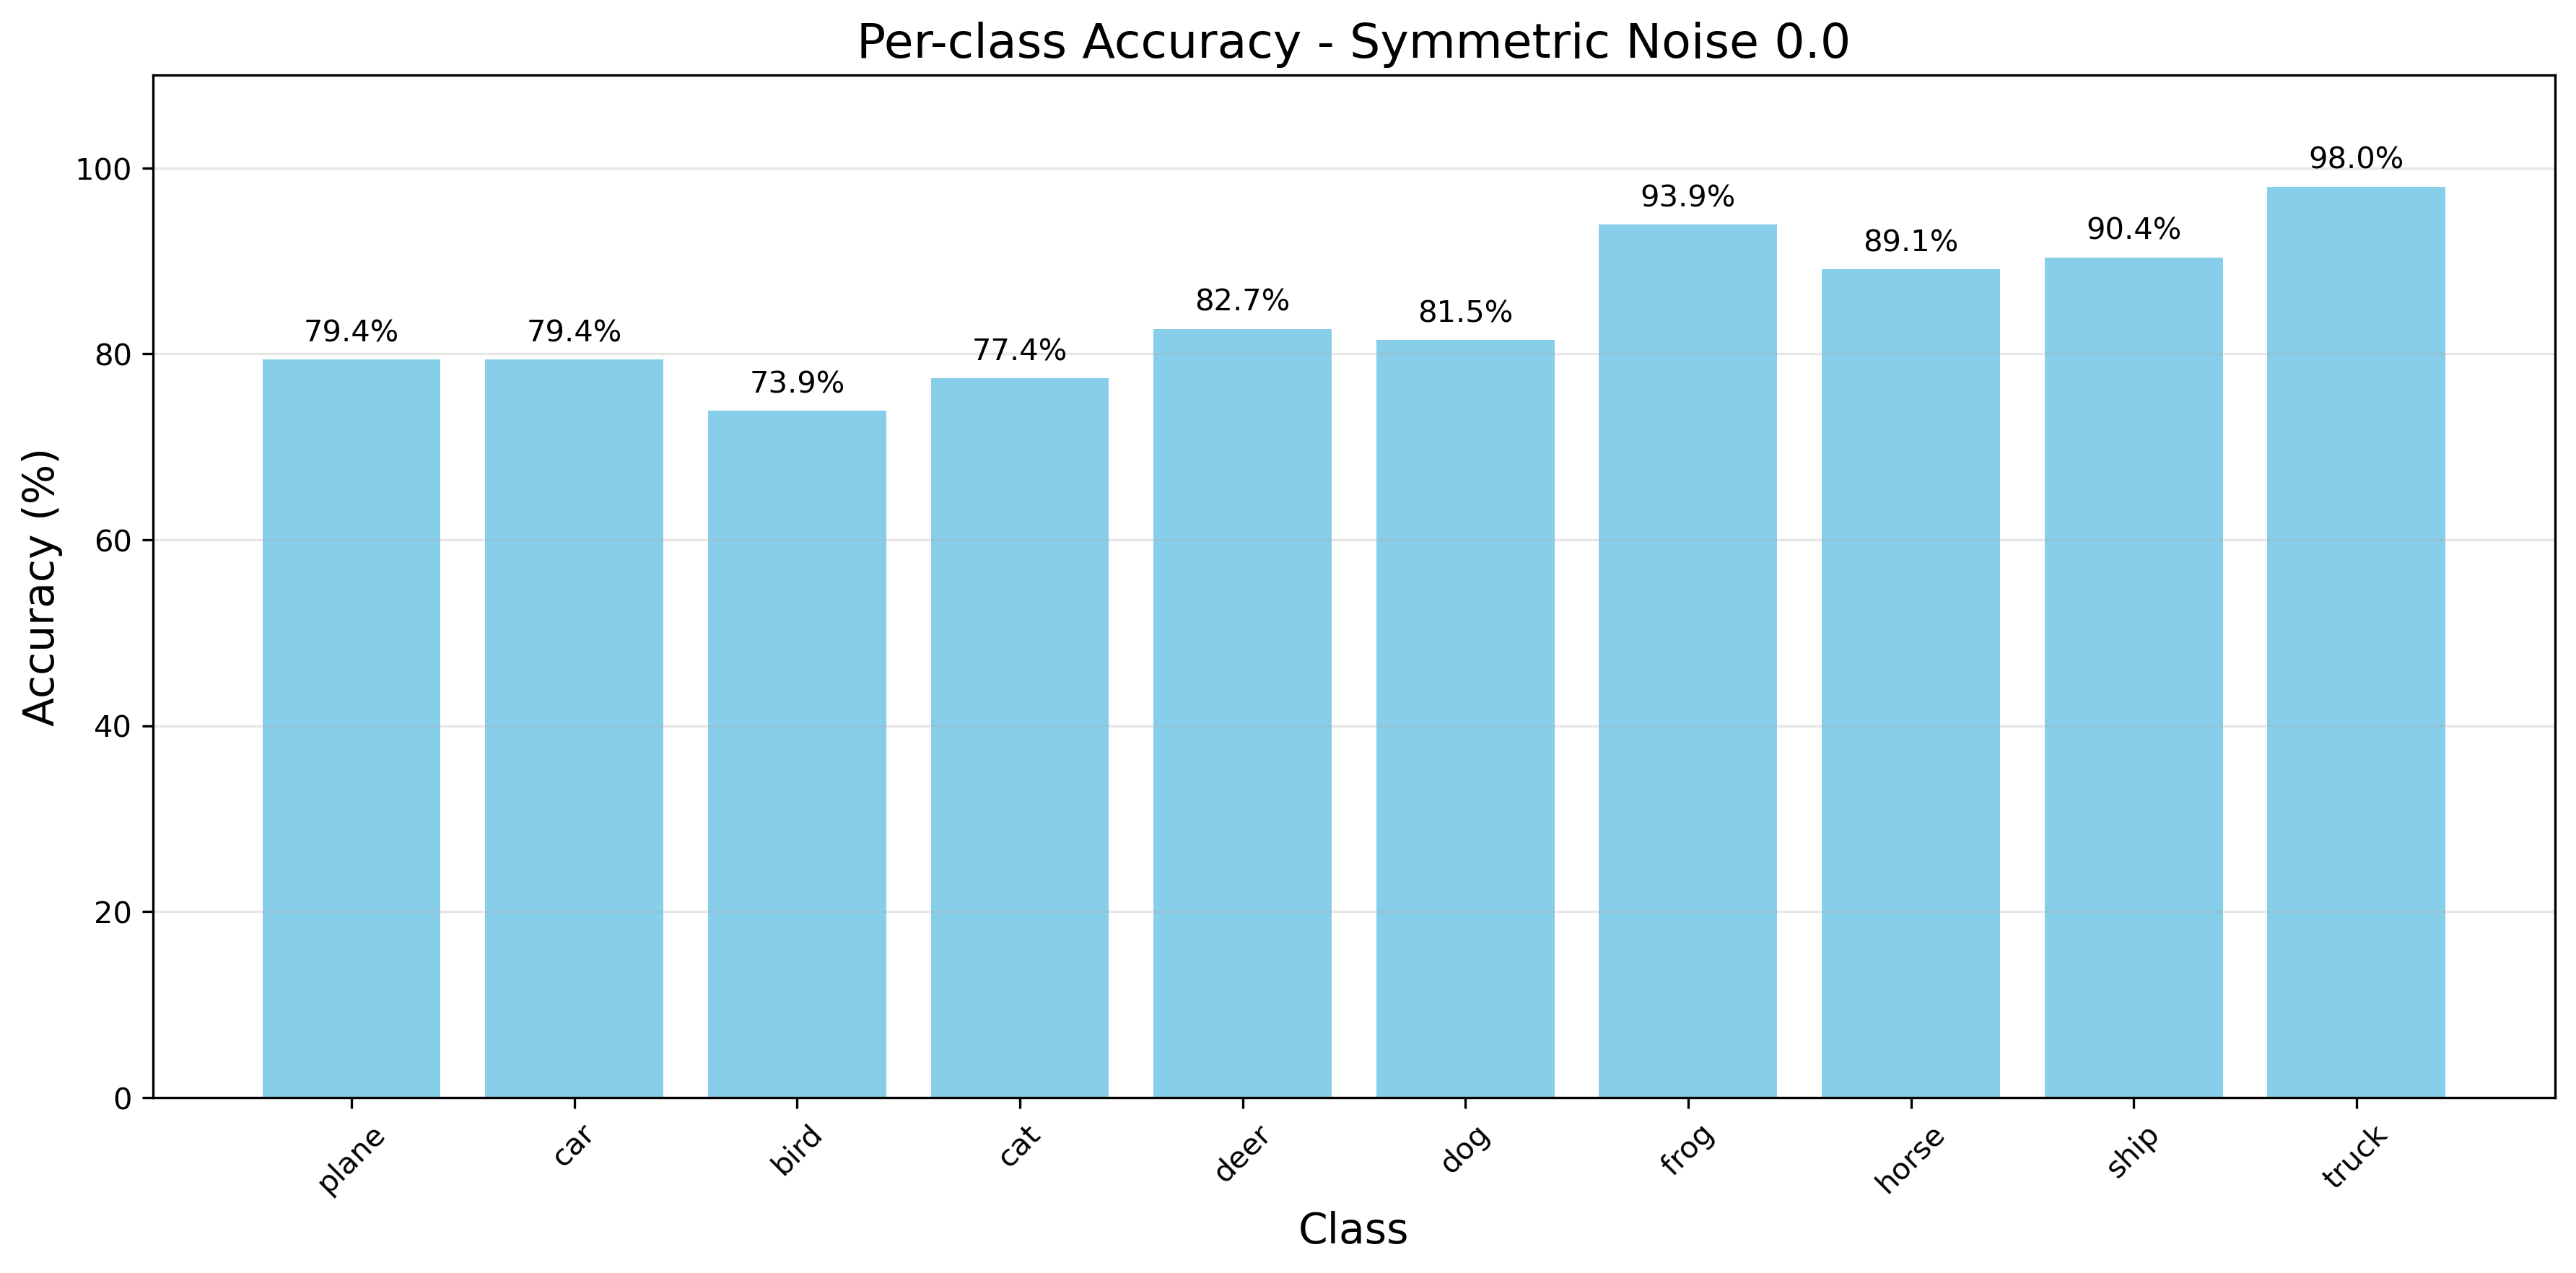 Per-class Accuracy - Symmetric Noise 0.0
Accuracy (%)
100
80
60
40
20
0
79.4%
79.4%
73.9%
77.4%
82.7%
81.5%
93.9%
89.1%
90.4%
98.0%
plane
car
bird
cat
deer
dog
frog
horse
ship
truck
Class